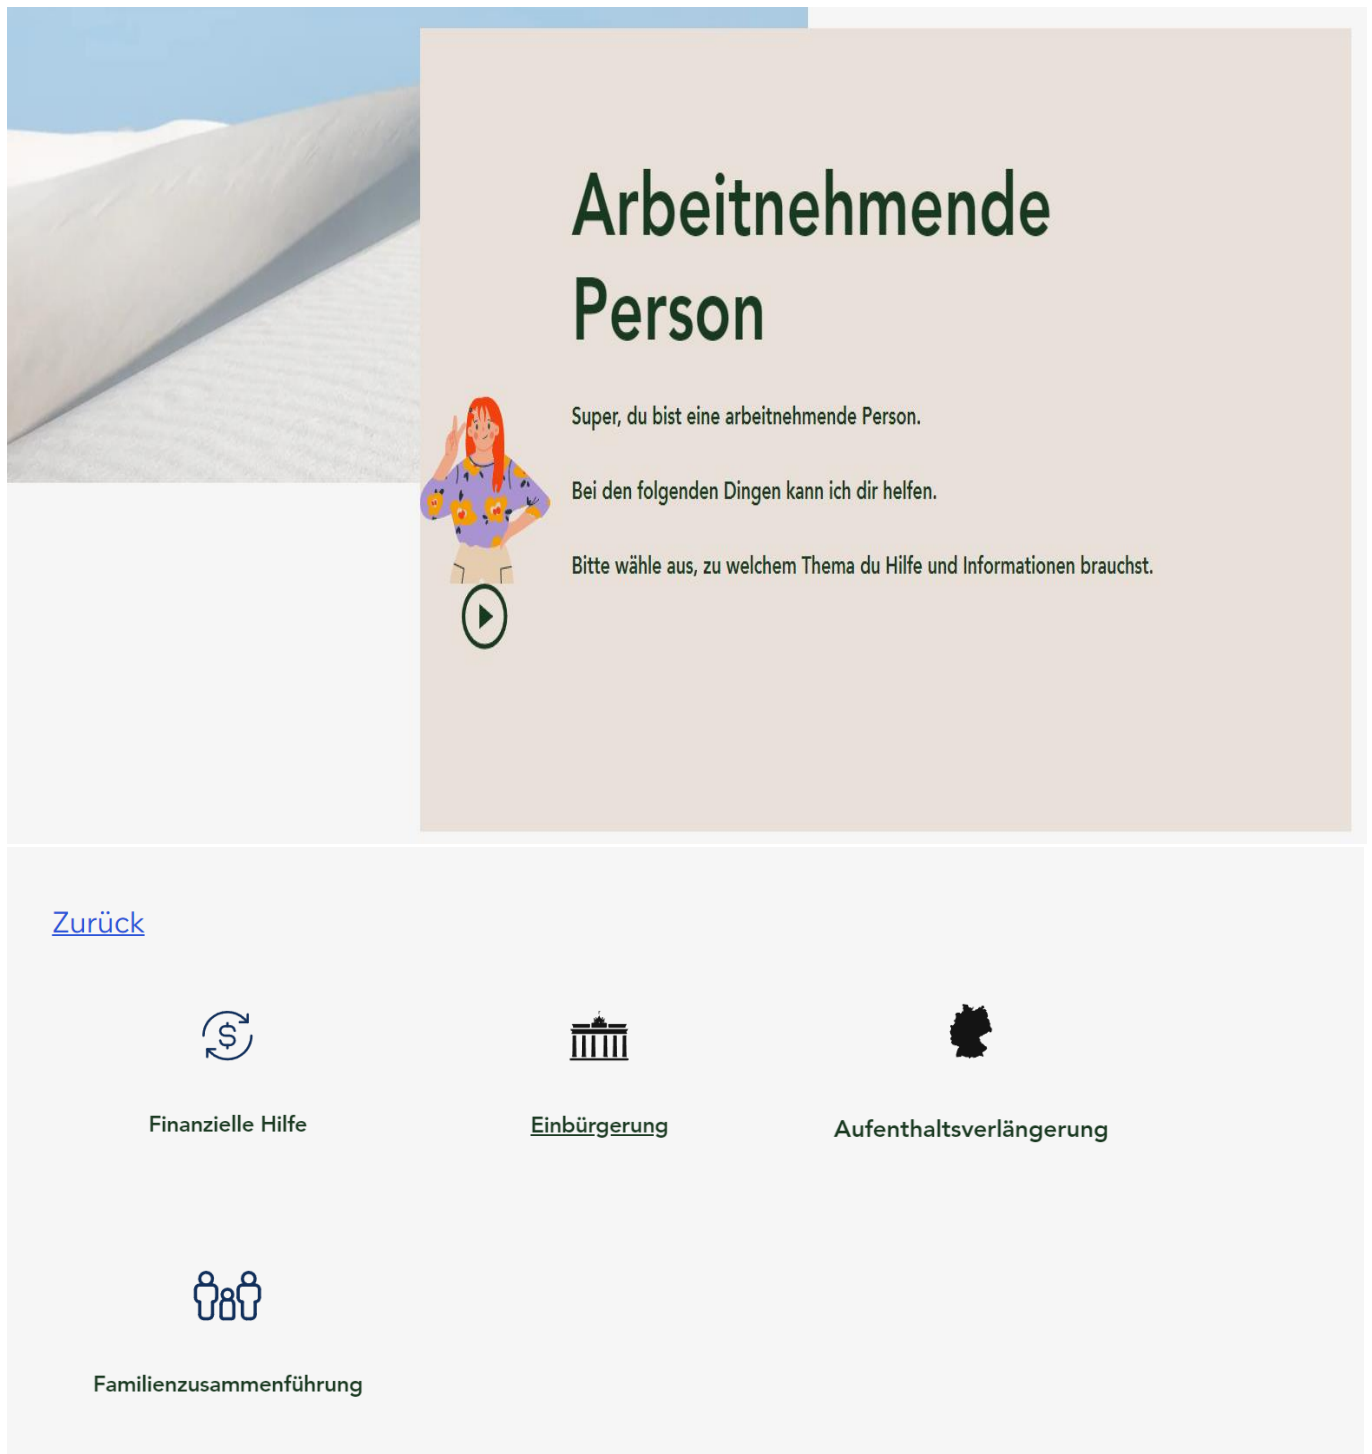 Arbeitnehmende
Person
Super, du bist eine arbeitnehmende Person.
Bei den folgenden Dingen kann ich dir helfen.
Bitte wähle aus, zu welchem Thema du Hilfe und Informationen brauchst.
Zurück
$
Finanzielle Hilfe
Einbürgerung
Aufenthaltsverlängerung
Familienzusammenführung